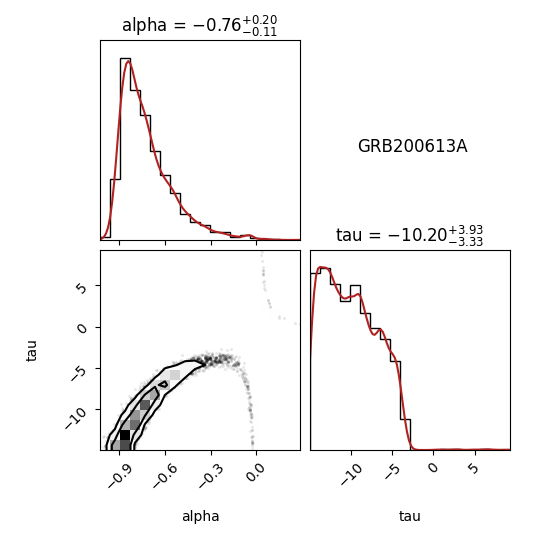 alpha = −0.76 +0.20 −0.11
GRB200613A
tau = −10.20 +3.93 −3.33
tau
5
0
−5
−10
−0.9 −0.6 −0.3 0.0
−10 −5 0 5
alpha
tau